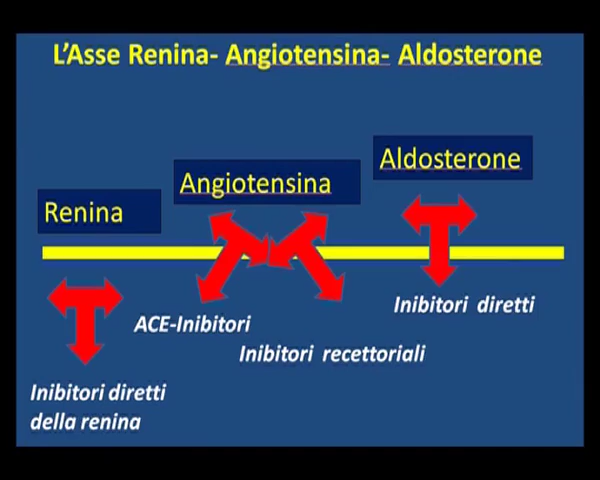 L'Asse Renina- Angiotensina- Aldosterone
Aldosterone
Angiotensina
Renina
Inibitori diretti
ACE-Inibitori
Inibitori recettoriali
Inibitori diretti
della renina